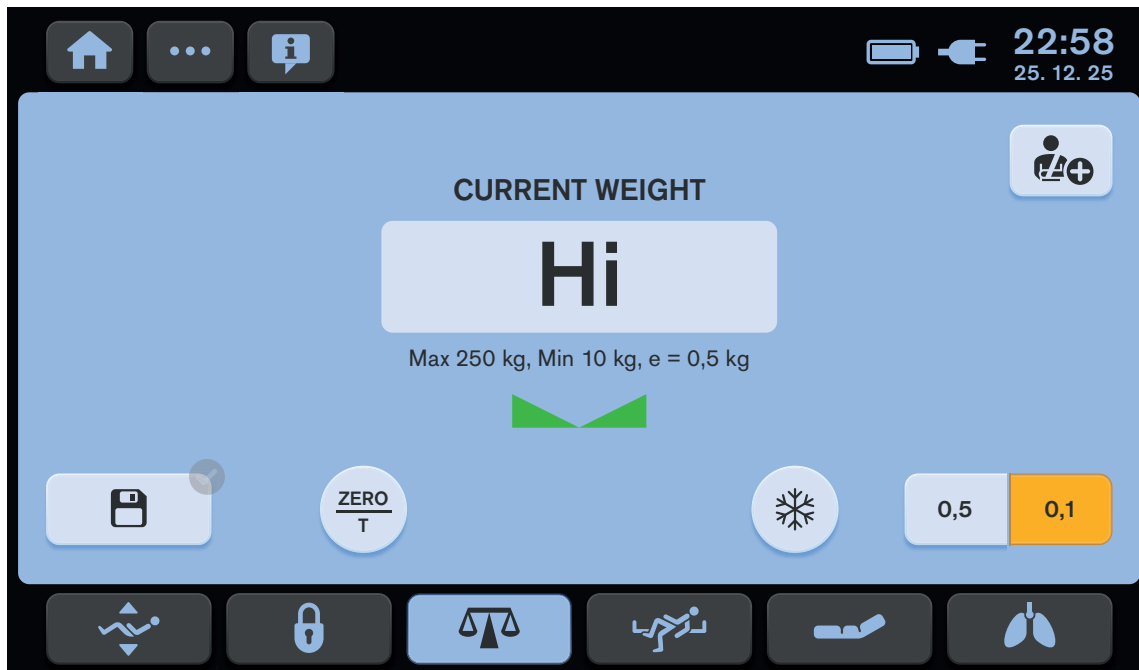 22:58
25. 12. 25
CURRENT WEIGHT
Hi
Max 250 kg, Min 10 kg, e = 0,5 kg
ZERO
T
0,5
0,1